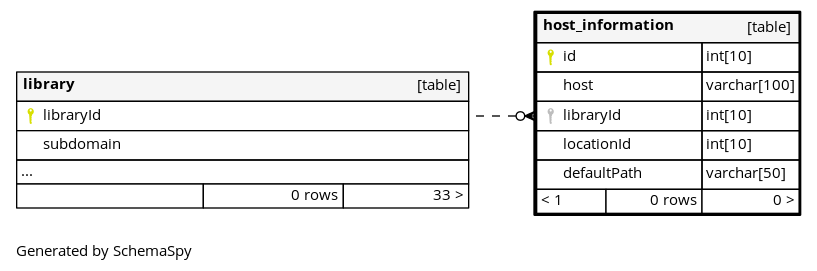 library [table]
libraryId
subdomain
...
0 rows 33 >
host_information [table]
id int[10]
host varchar[100]
libraryId int[10]
locationId int[10]
defaultPath varchar[50]
< 1 0 rows 0 >
Generated by SchemaSpy